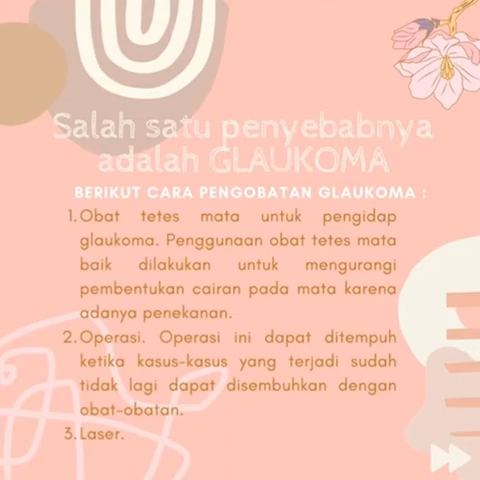 Salah satu penyebabnya
adalah GLAUKOMA
BERIKUT CARA PENGOBATAN GLAUKOMA :
1. Obat tetes mata untuk pengidap
glaukoma. Penggunaan obat tetes mata
baik dilakukan untuk mengurangi
pembentukan cairan pada mata karena
adanya penekanan.
2. Operasi. Operasi ini dapat ditempuh
ketika kasus-kasus yang terjadi sudah
tidak lagi dapat disembuhkan dengan
obat-obatan.
3. Laser.